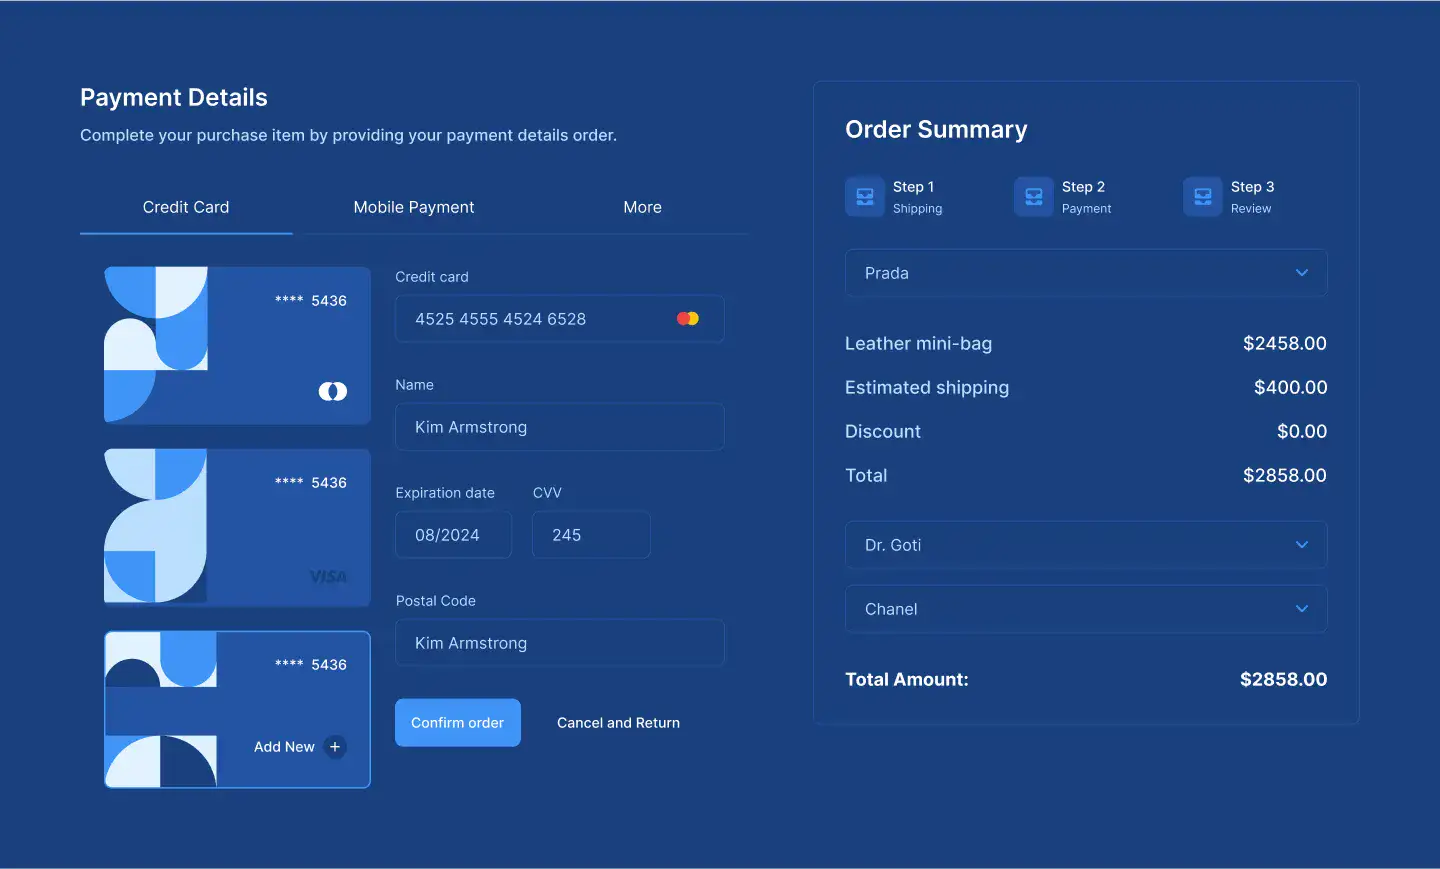 Payment Details
Complete your purchase item by providing your payment details order.
Credit Card
Mobile Payment
More
**** 5436
**** 5436
VISA
**** 5436
Add New +
Credit card
4525 4555 4524 6528
Name
Kim Armstrong
Expiration date
CVV
08/2024
245
Postal Code
Kim Armstrong
Confirm order
Cancel and Return
Order Summary
Step 1
Shipping
Step 2
Payment
Step 3
Review
Prada
Leather mini-bag $2458.00
Estimated shipping $400.00
Discount $0.00
Total $2858.00
Dr. Goti
Chanel
Total Amount: $2858.00